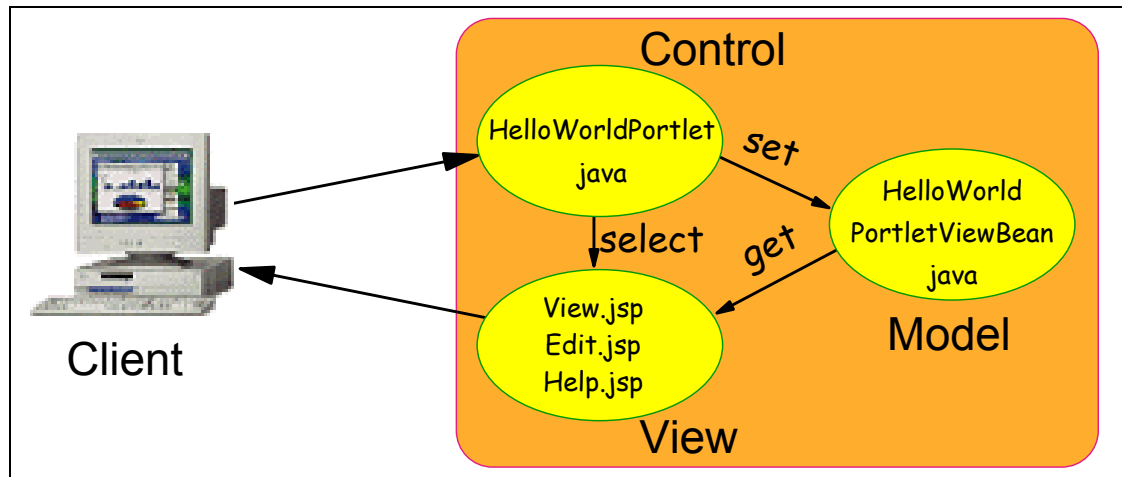 Control
HelloWorldPortlet
java
set
HelloWorld
PortletViewBean
java
select
get
View.jsp
Edit.jsp
Help.jsp
Model
Client
View